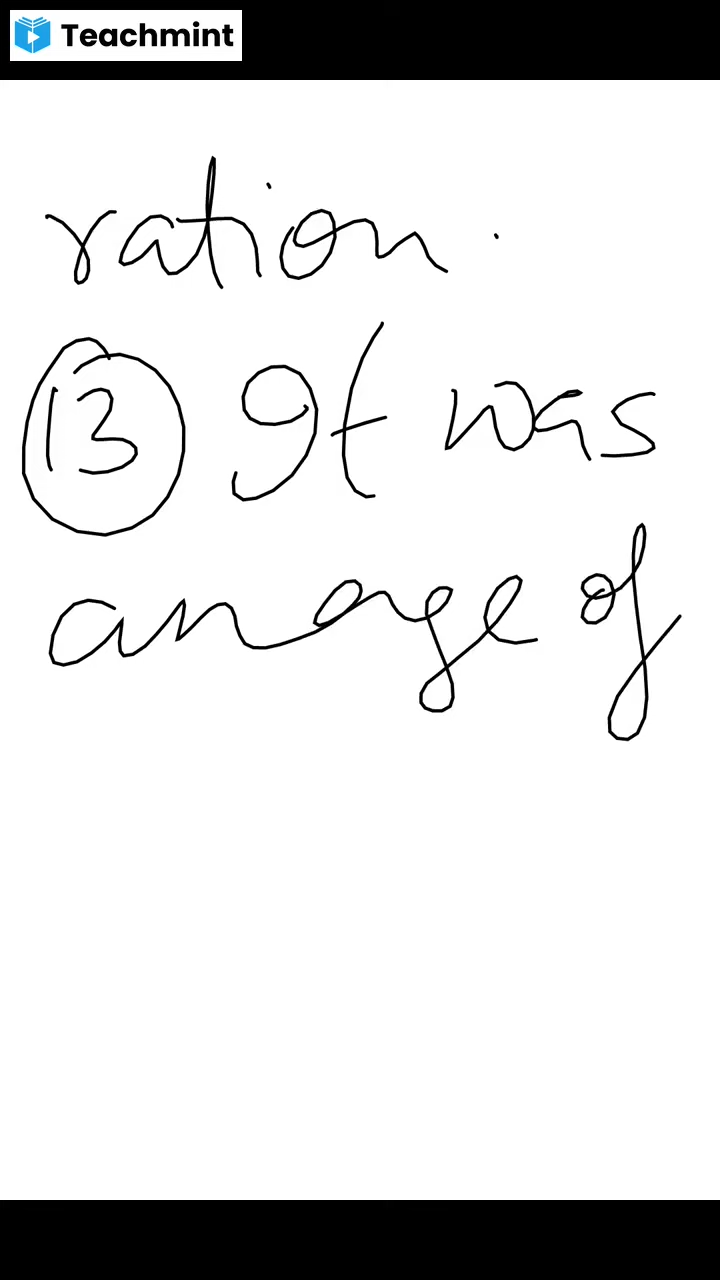 Teachmint
ration.
13 It was
an age of